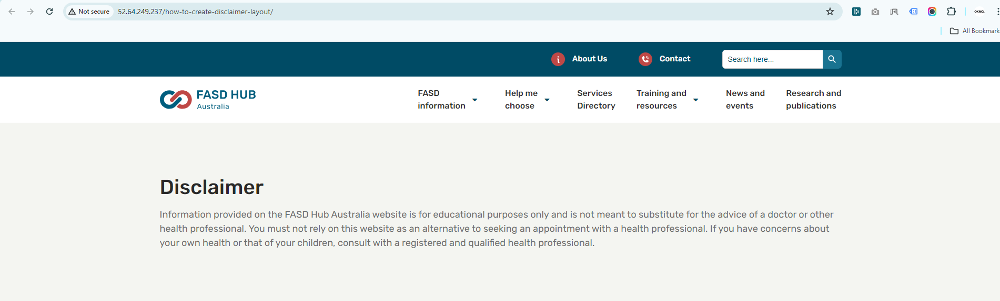 Not secure 52.64.249.237/how-to-create-disclaimer-layout/ OKMG.
All Bookmark
About Us Contact Search here...
FASD HUB
Australia
FASD information
Help me choose
Services Directory
Training and resources
News and events
Research and publications
Disclaimer
Information provided on the FASD Hub Australia website is for educational purposes only and is not meant to substitute for the advice of a doctor or other
health professional. You must not rely on this website as an alternative to seeking an appointment with a health professional. If you have concerns about
your own health or that of your children, consult with a registered and qualified health professional.